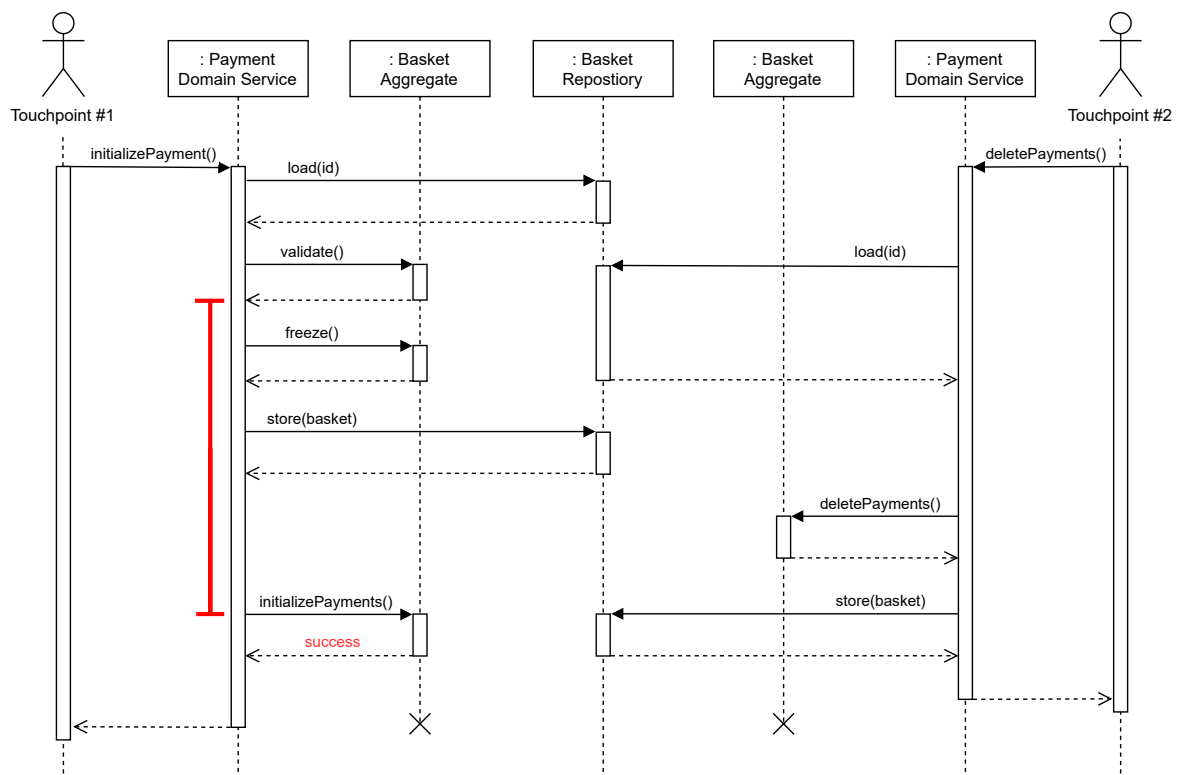 : Payment
Domain Service
: Basket
Aggregate
: Basket
Repostiory
: Basket
Aggregate
: Payment
Domain Service
Touchpoint #1
Touchpoint #2
initializePayment()
deletePayments()
load(id)
validate()
load(id)
freeze()
store(basket)
deletePayments()
initializePayments()
store(basket)
success